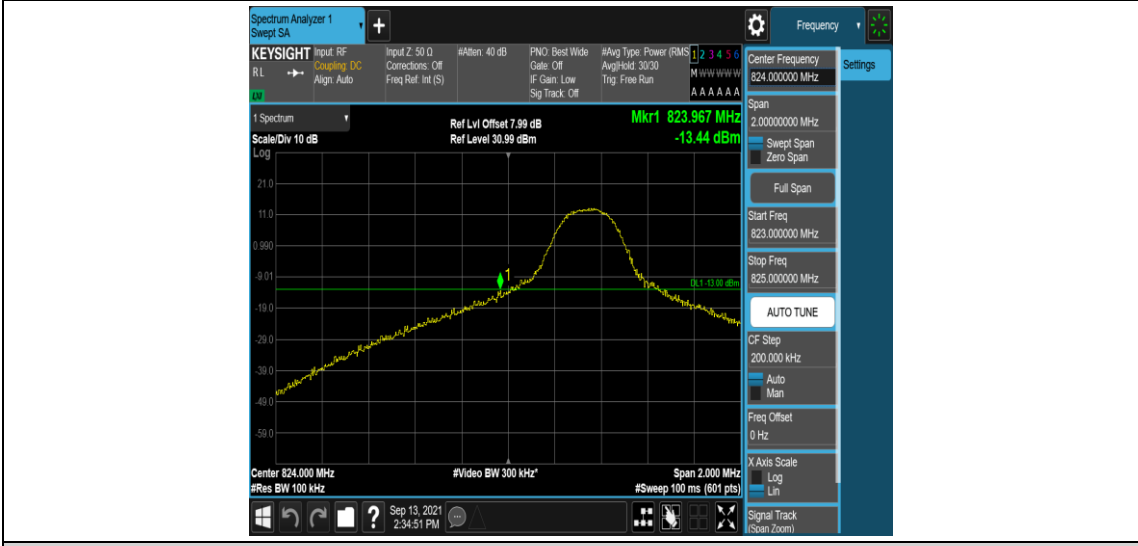 Spectrum Analyzer 1
Swept SA
+
Frequency
KEYSIGHT
RL
Input: RF
Coupling: DC
Align: Auto
Input Z: 50 Ω
Corrections: Off
Freq Ref: Int (S)
#Atten: 40 dB
PNO: Best Wide
Gate: Off
IF Gain: Low
Sig Track: Off
#Avg Type: Power (RMS
Avg|Hold: 30/30
Trig: Free Run
1 2 3 4 5 6
M W W W W W
A A A A A A
1 Spectrum
Scale/Div 10 dB
Log
Ref Lvl Offset 7.99 dB
Ref Level 30.99 dBm
Mkr1 823.967 MHz
-13.44 dBm
21.0
11.0
0.990
-9.01
-19.0
-29.0
-39.0
-49.0
-59.0
1
DL1 -13.00 dBm
Center 824.000 MHz
#Res BW 100 kHz
#Video BW 300 kHz*
Span 2.000 MHz
#Sweep 100 ms (601 pts)
?
Sep 13, 2021
2:34:51 PM
Center Frequency
824.000000 MHz
Span
2.00000000 MHz
Swept Span
Zero Span
Full Span
Start Freq
823.000000 MHz
Stop Freq
825.000000 MHz
AUTO TUNE
CF Step
200.000 kHz
Auto
Man
Freq Offset
0 Hz
X Axis Scale
Log
Lin
Signal Track
(Span Zoom)
Settings